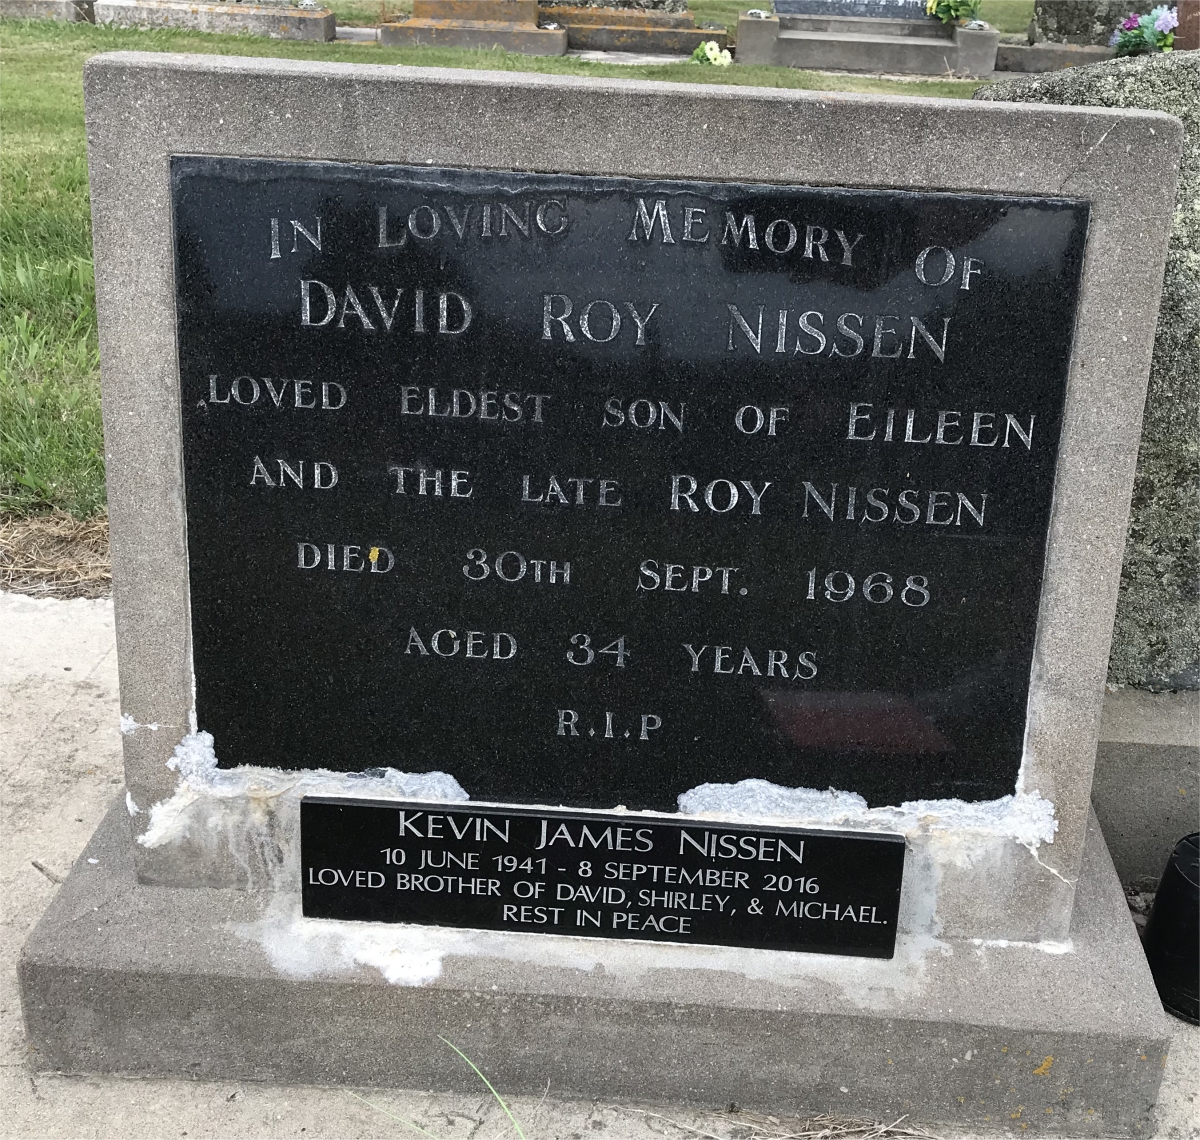 IN LOVING MEMORY OF
DAVID ROY NISSEN
LOVED ELDEST SON OF EILEEN
AND THE LATE ROY NISSEN
DIED 30TH SEPT. 1968
AGED 34 YEARS
R.I.P
KEVIN JAMES NISSEN
10 JUNE 1941 - 8 SEPTEMBER 2016
LOVED BROTHER OF DAVID, SHIRLEY, & MICHAEL.
REST IN PEACE